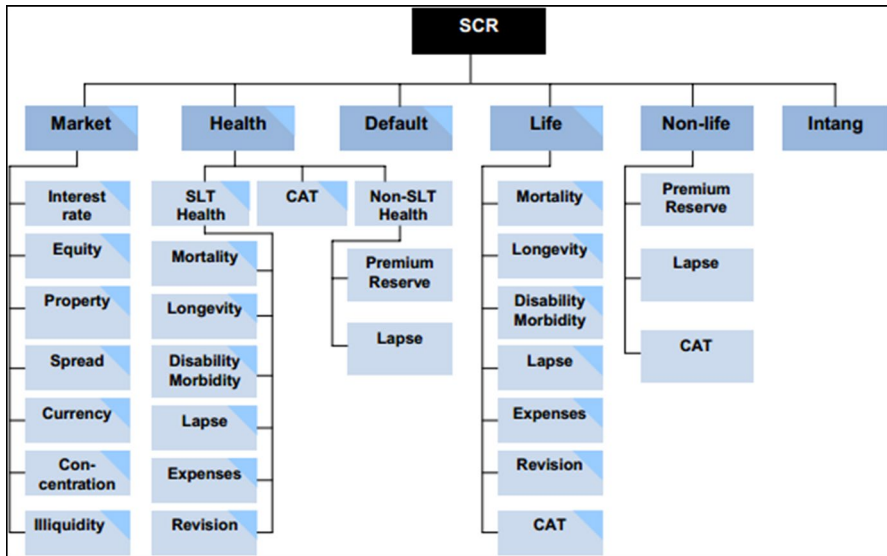 SCR
Market
Health
Default
Life
Non-life
Intang
Interest
rate
Equity
Property
Spread
Currency
Con-
centration
Illiquidity
SLT
Health
CAT
Non-SLT
Health
Mortality
Longevity
Disability
Morbidity
Lapse
Expenses
Revision
Premium
Reserve
Lapse
Mortality
Longevity
Disability
Morbidity
Lapse
Expenses
Revision
CAT
Premium
Reserve
Lapse
CAT